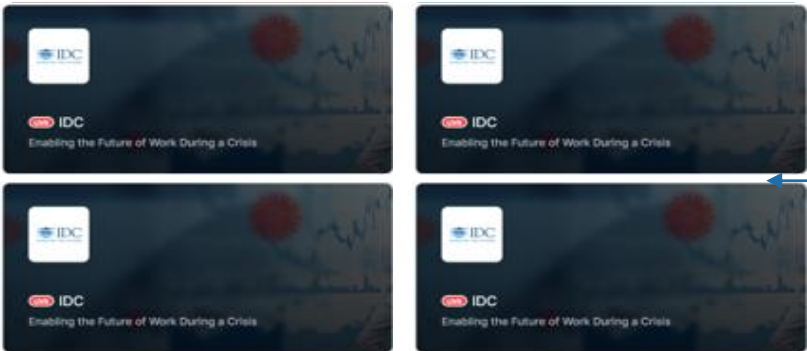 IDC
IDC
LIVE IDC
LIVE IDC
Enabling the Future of Work During a Crisis
Enabling the Future of Work During a Crisis
IDC
IDC
LIVE IDC
LIVE IDC
Enabling the Future of Work During a Crisis
Enabling the Future of Work During a Crisis